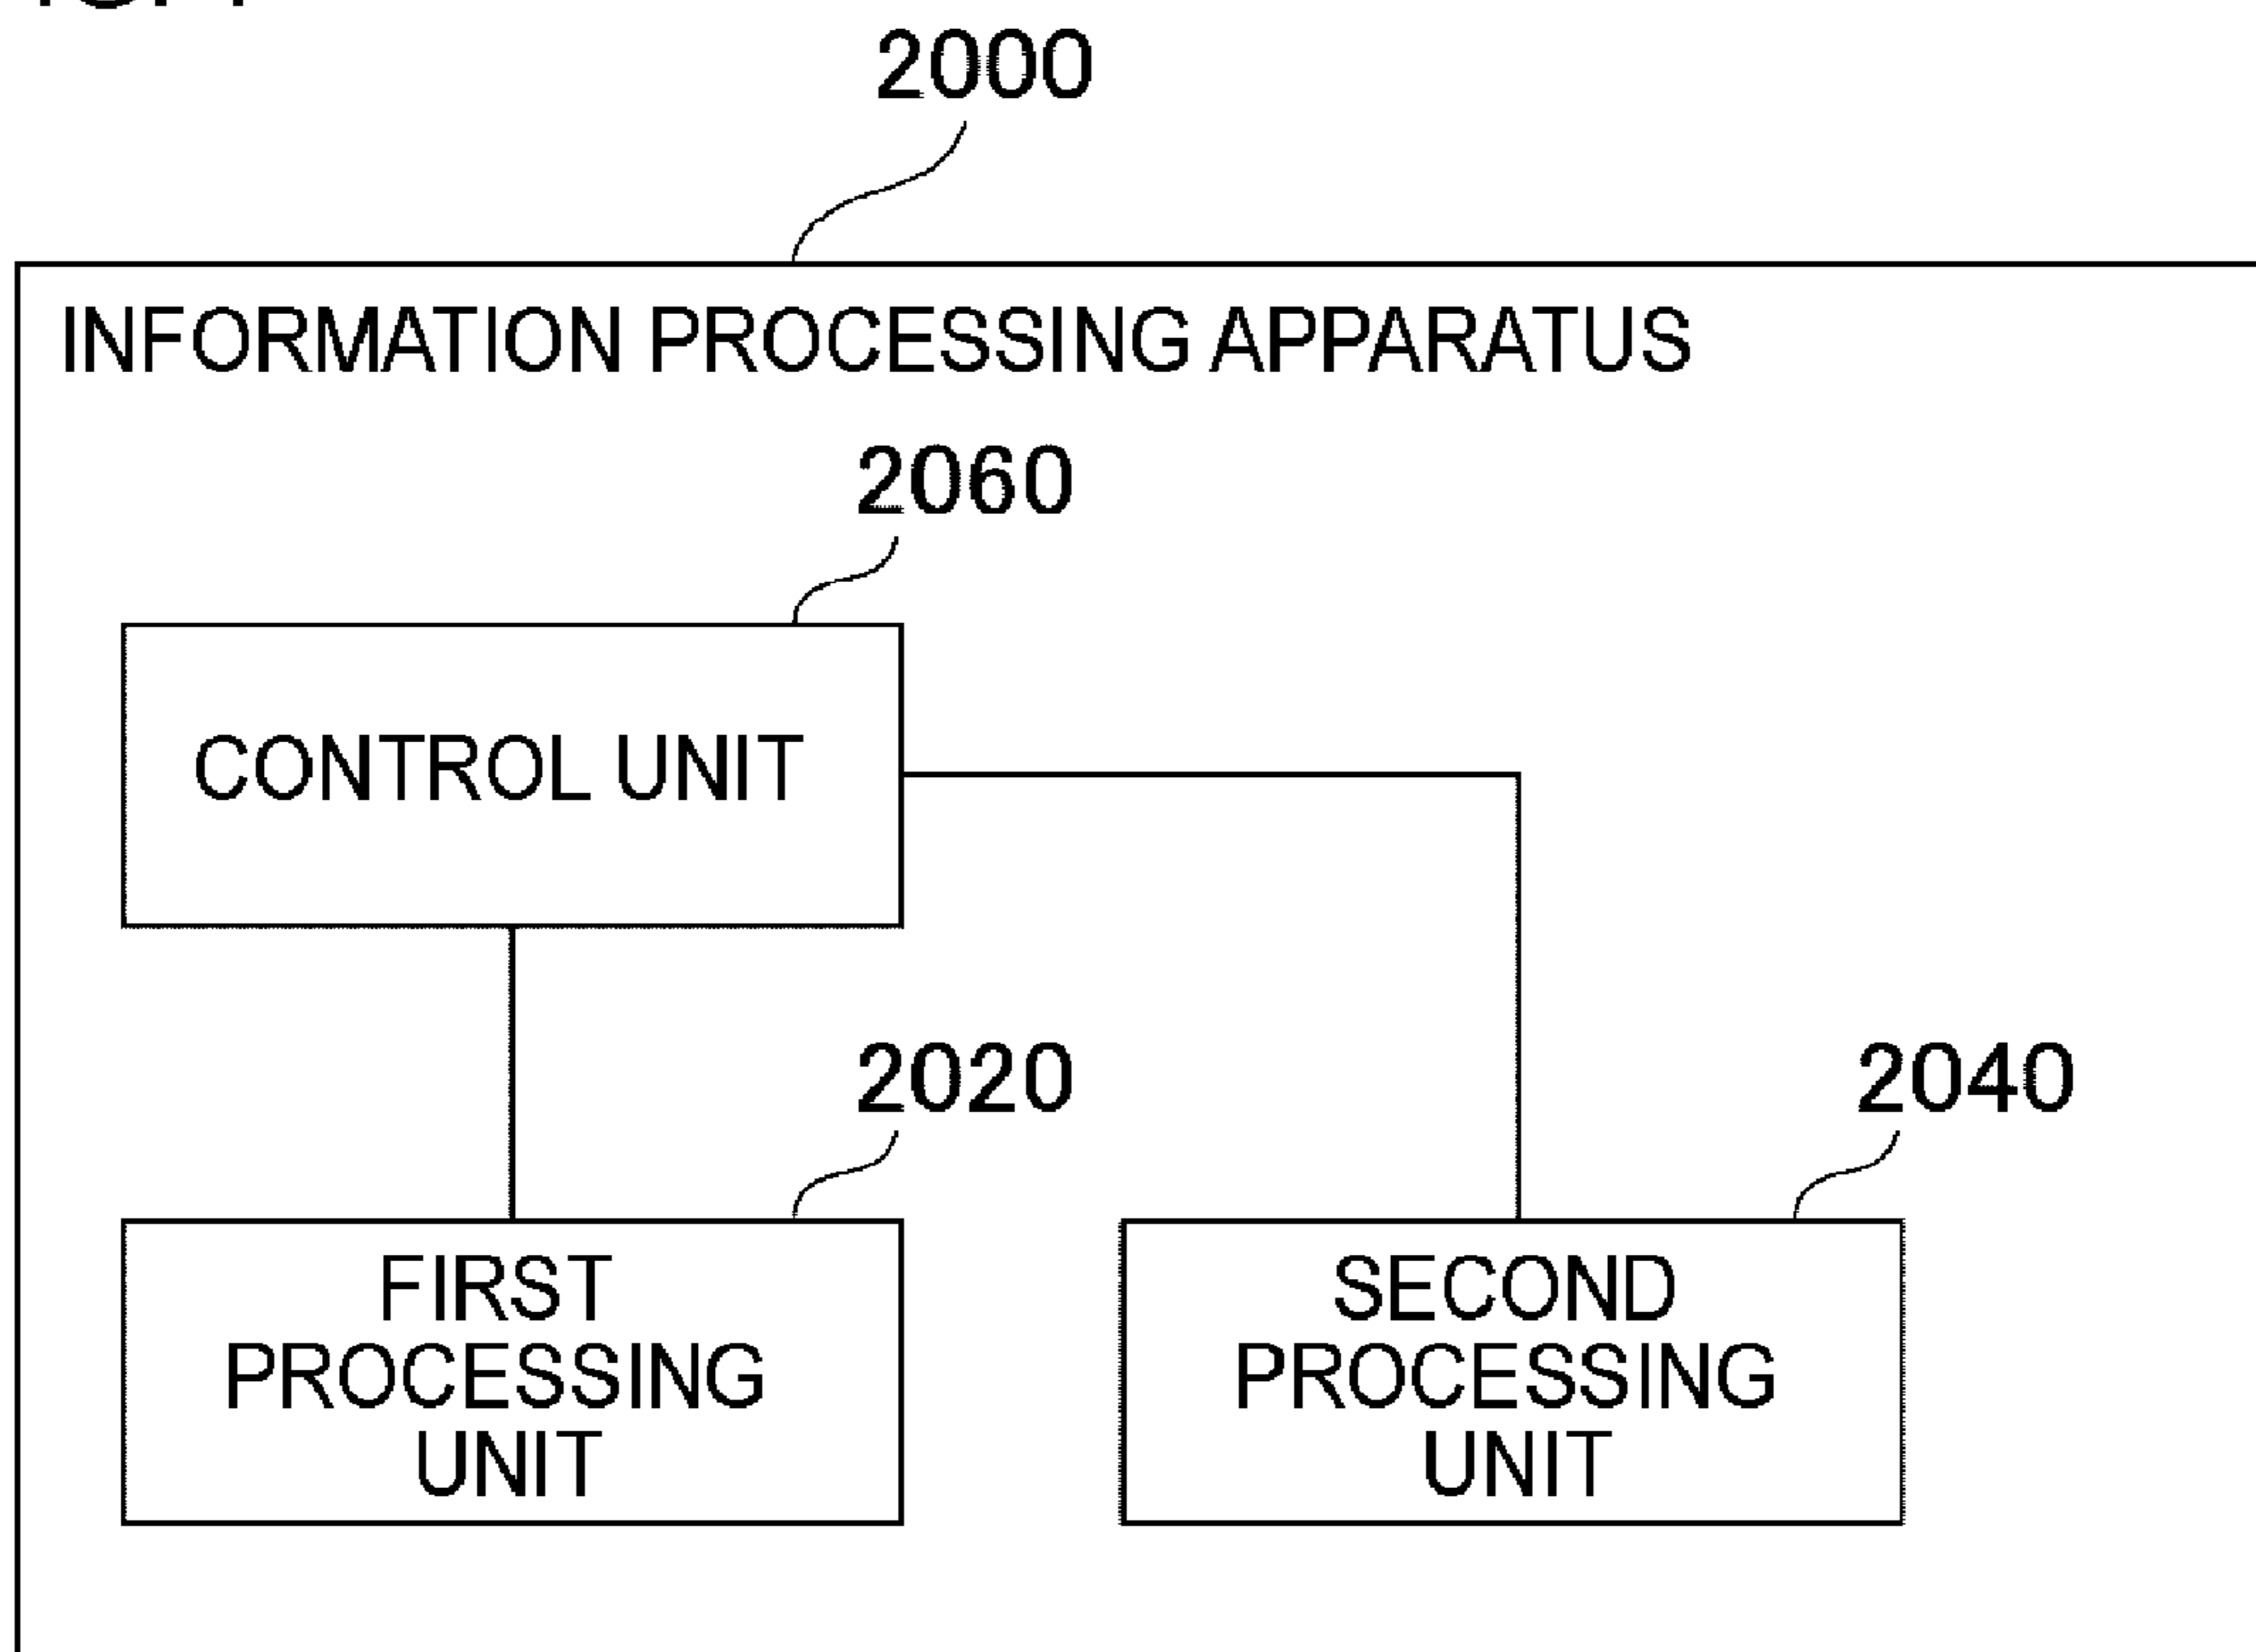 2000
INFORMATION PROCESSING APPARATUS
2060
CONTROL UNIT
2020
2040
FIRST
PROCESSING
UNIT
SECOND
PROCESSING
UNIT